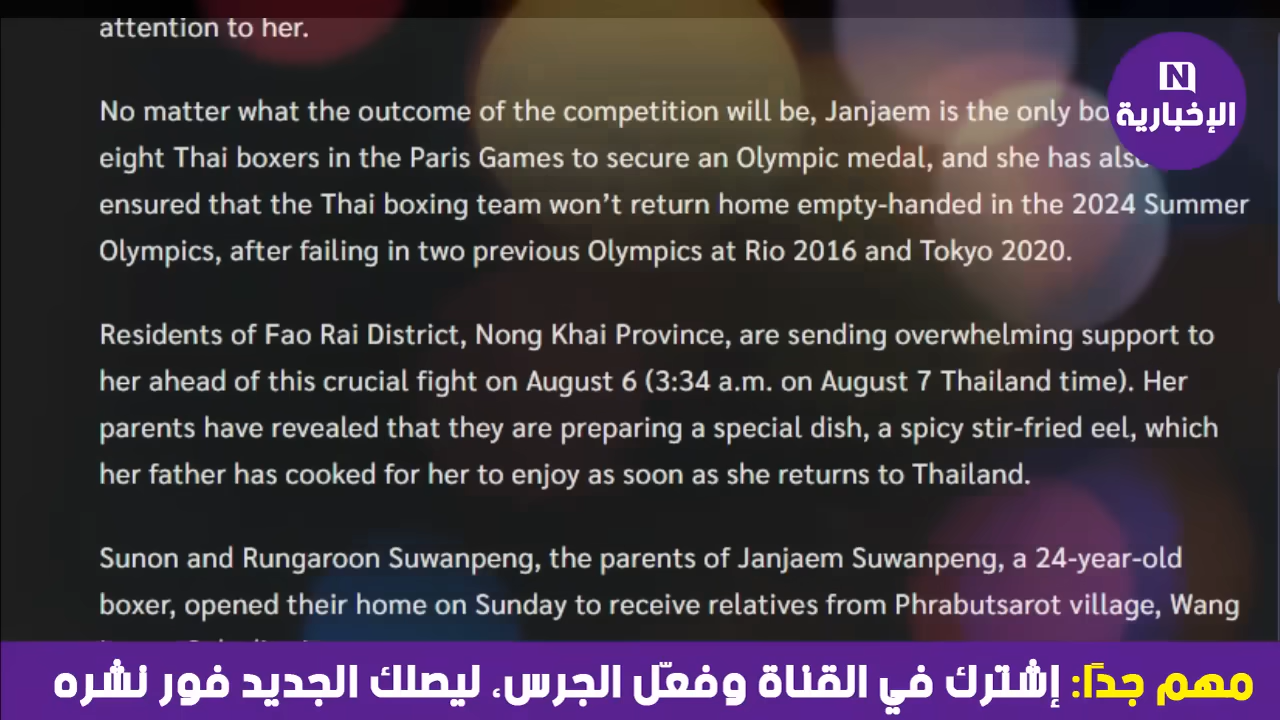 attention to her.
No matter what the outcome of the competition will be, Janjaem is the only
eight Thai boxers in the Paris Games to secure an Olympic medal, and she has also
ensured that the Thai boxing team won’t return home empty-handed in the 2024 Summer
Olympics, after failing in two previous Olympics at Rio 2016 and Tokyo 2020.
Residents of Fao Rai District, Nong Khai Province, are sending overwhelming support to
her ahead of this crucial fight on August 6 (3:34 a.m. on August 7 Thailand time). Her
parents have revealed that they are preparing a special dish, a spicy stir-fried eel, which
her father has cooked for her to enjoy as soon as she returns to Thailand.
Sunon and Rungaroon Suwanpeng, the parents of Janjaem Suwanpeng, a 24-year-old
boxer, opened their home on Sunday to receive relatives from Phrabutsarot village, Wang
N
الإخبارية
مهم جداً: إشترك في القناة وفعّل الجرس، ليصلك الجديد فور نشره